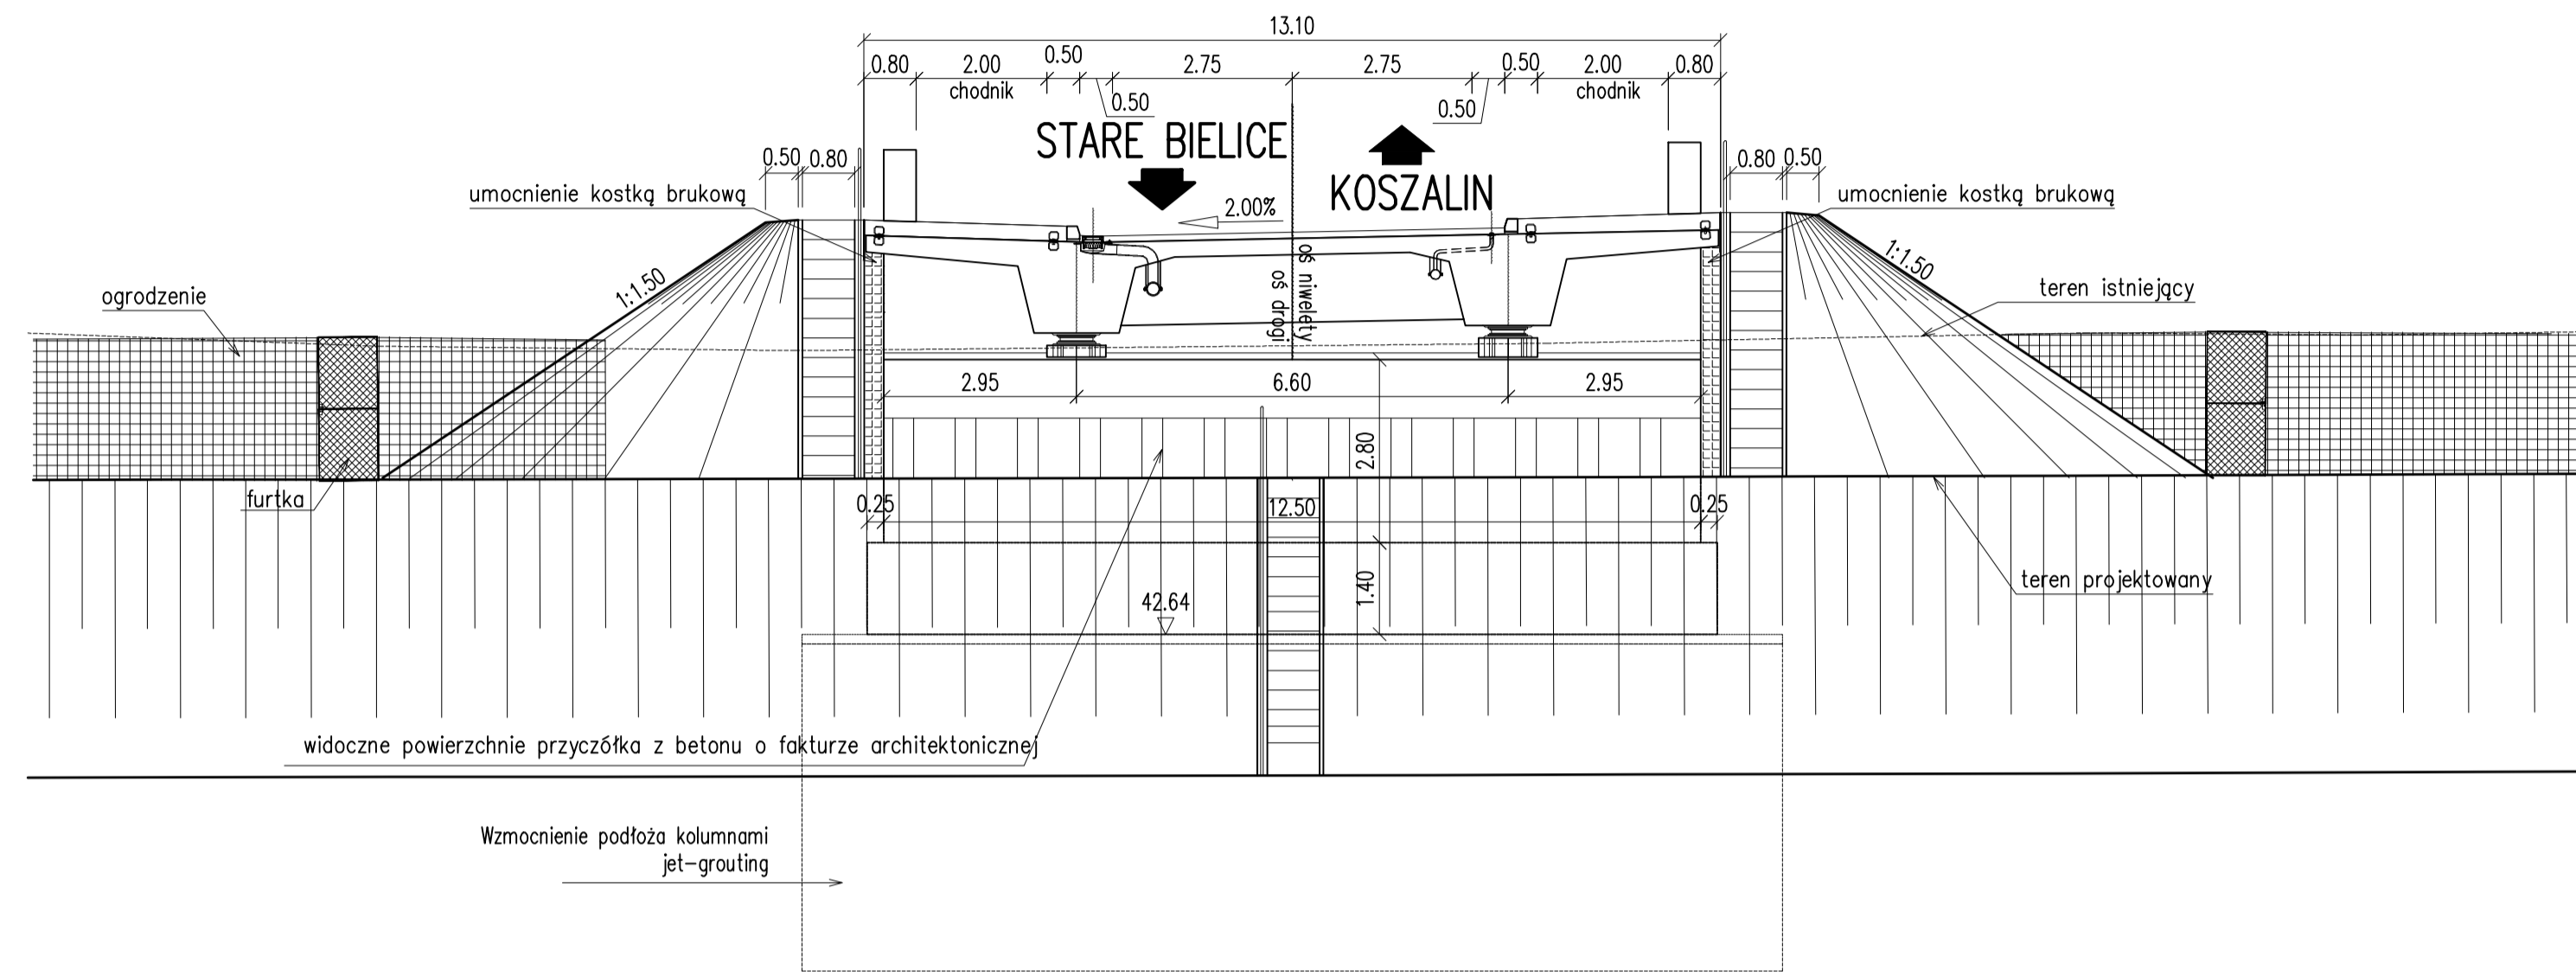 13.10
0.80 2.00 0.50 2.75 2.75 0.50 2.00 0.80
chodnik chodnik
0.50 0.50
STARE BIELICE
KOSZALIN
0.50 0.80
0.80 0.50
umocnienie kostką brukową
umocnienie kostką brukową
2.00%
oś niwelety
oś drogi
1:1.50
1:1.50
ogrodzenie
teren istniejący
2.95 6.60 2.95
2.80
furtka
0.25 12.50 0.25
1.40
42.64
teren projektowany
widoczne powierzchnie przyczółka z betonu o fakturze architektonicznej
Wzmocnienie podłoża kolumnami
jet-grouting